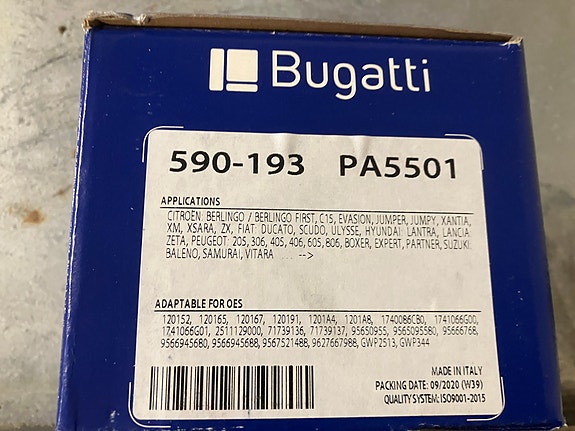 Bugatti
590-193 PA5501
APPLICATIONS
CITROEN: BERLINGO / BERLINGO FIRST, C15, EVASION, JUMPER, JUMPY, XANTIA,
XM, XSARA, ZX, FIAT: DUCATO, SCUDO, ULYSSE, HYUNDAI: LANTRA, LANCIA:
ZETA, PEUGEOT: 205, 306, 405, 406, 605, 806, BOXER, EXPERT, PARTNER, SUZUKI:
BALENO, SAMURAI, VITARA ..... -->
ADAPTABLE FOR OES
120152, 120165, 120167, 120191, 1201A4, 1201A8, 1740086CB0, 1741066G00,
1741066G01, 2511129000, 71739136, 71739137, 95650955, 9565095580, 95666768,
9566945680, 9566945688, 9567521488, 9627667988, GWP2513, GWP344
MADE IN ITALY
PACKING DATE: 09/2020 (W39)
QUALITY SYSTEM: ISO9001-2015